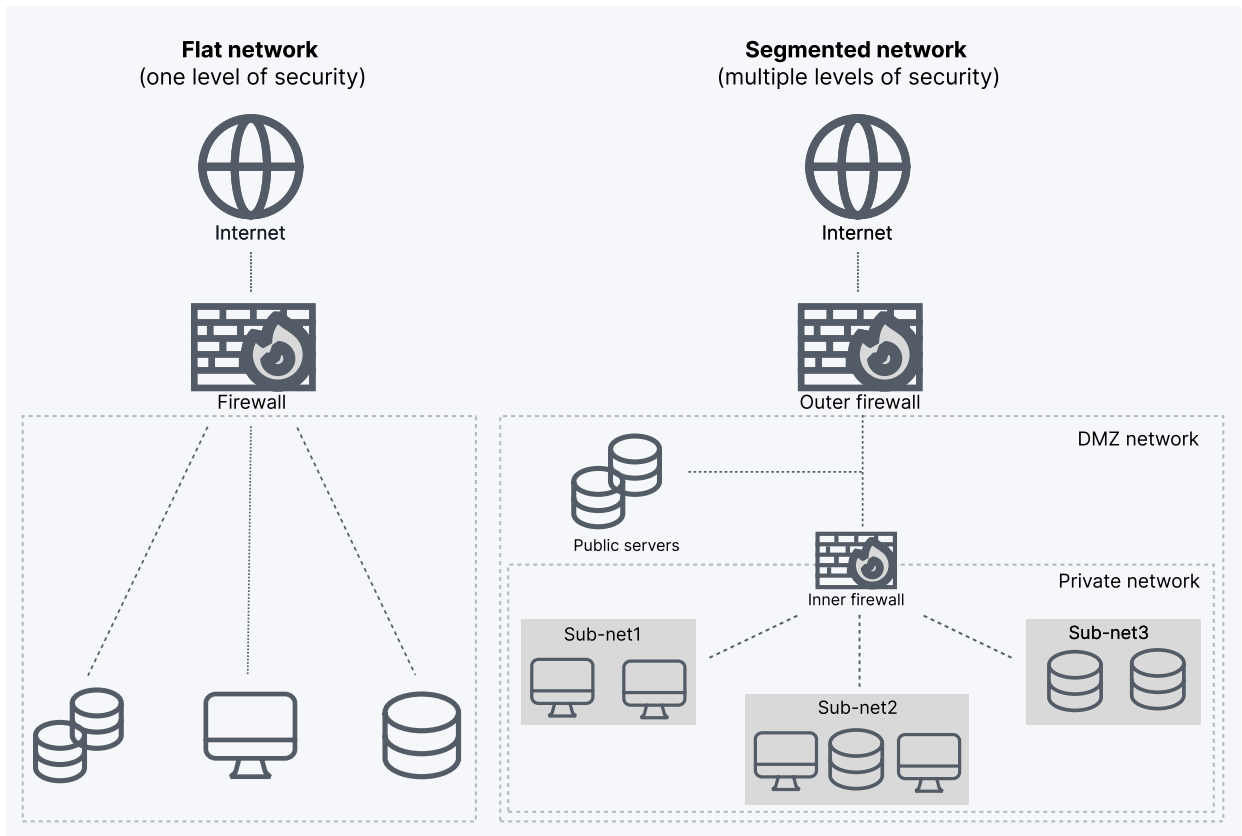 Flat network
(one level of security)
Internet
Firewall
Segmented network
(multiple levels of security)
Internet
Outer firewall
DMZ network
Public servers
Inner firewall
Private network
Sub-net1
Sub-net2
Sub-net3